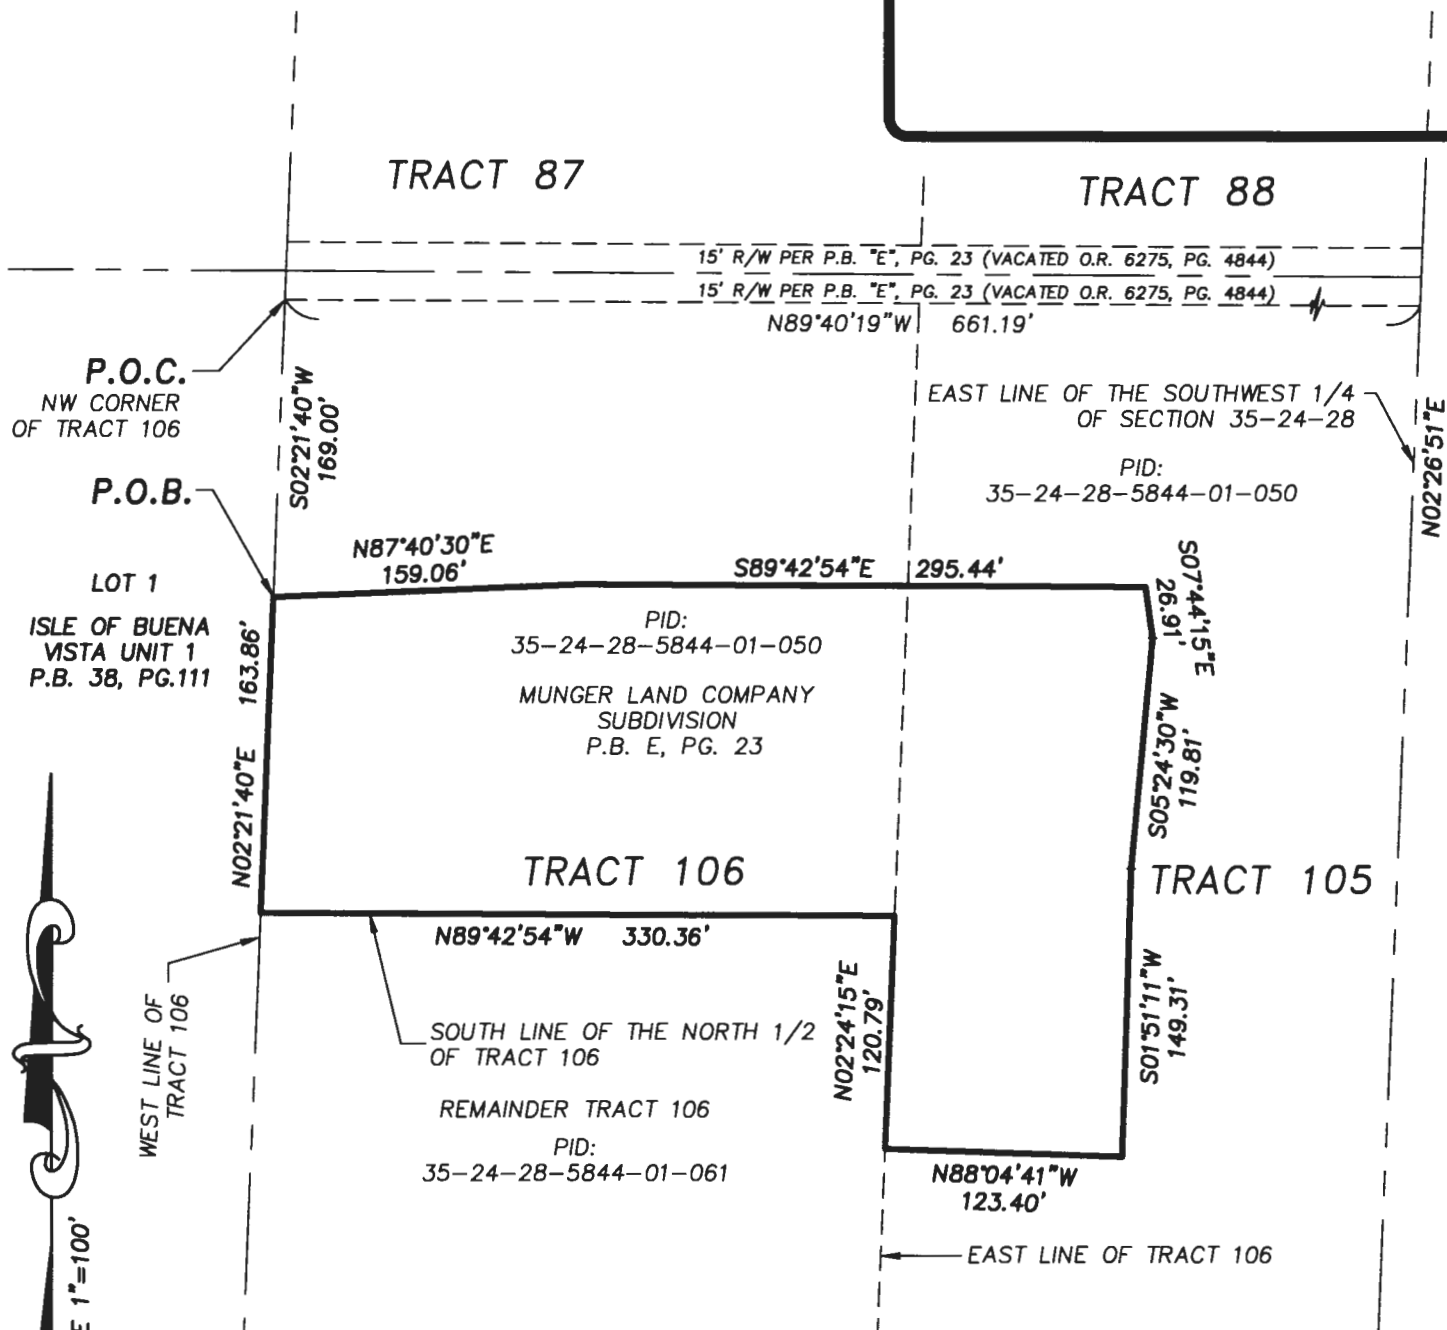 TRACT 87
TRACT 88
15' R/W PER P.B. "E", PG. 23 (VACATED O.R. 6275, PG. 4844)
15' R/W PER P.B. "E", PG. 23 (VACATED O.R. 6275, PG. 4844)
N89°40'19"W 661.19'
P.O.C.
NW CORNER
OF TRACT 106
S02°21'40"W
169.00'
EAST LINE OF THE SOUTHWEST 1/4
OF SECTION 35-24-28
N02°26'51"E
PID:
35-24-28-5844-01-050
P.O.B.
N87°40'30"E
159.06'
S89°42'54"E 295.44'
S07°44'15"E
26.91'
LOT 1
ISLE OF BUENA
VISTA UNIT 1
P.B. 38, PG.111
N02°21'40"E 163.86'
PID:
35-24-28-5844-01-050
MUNGER LAND COMPANY
SUBDIVISION
P.B. E, PG. 23
S05°24'30"W
119.81'
TRACT 106
TRACT 105
N89°42'54"W 330.36'
WEST LINE OF
TRACT 106
SOUTH LINE OF THE NORTH 1/2
OF TRACT 106
N02°24'15"E
120.79'
S01°51'11"W
149.31'
REMAINDER TRACT 106
PID:
35-24-28-5844-01-061
N88°04'41"W
123.40'
EAST LINE OF TRACT 106
E 1"=100'